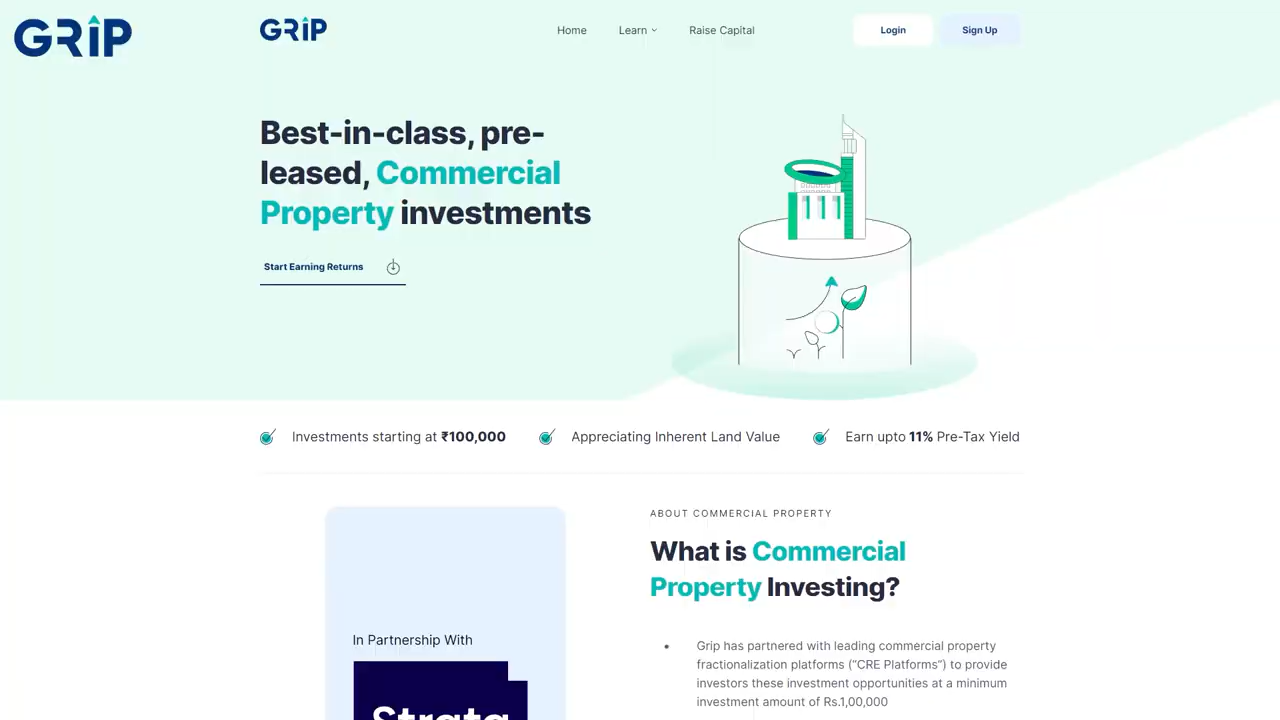 GRIP
GRIP
Home
Learn
Raise Capital
Login
Sign Up
Best-in-class, pre-
leased, Commercial
Property investments
Start Earning Returns
Investments starting at ₹100,000
Appreciating Inherent Land Value
Earn upto 11% Pre-Tax Yield
In Partnership With
Strata
ABOUT COMMERCIAL PROPERTY
What is Commercial
Property Investing?
• Grip has partnered with leading commercial property
fractionalization platforms (“CRE Platforms”) to provide
investors these investment opportunities at a minimum
investment amount of Rs.1,00,000